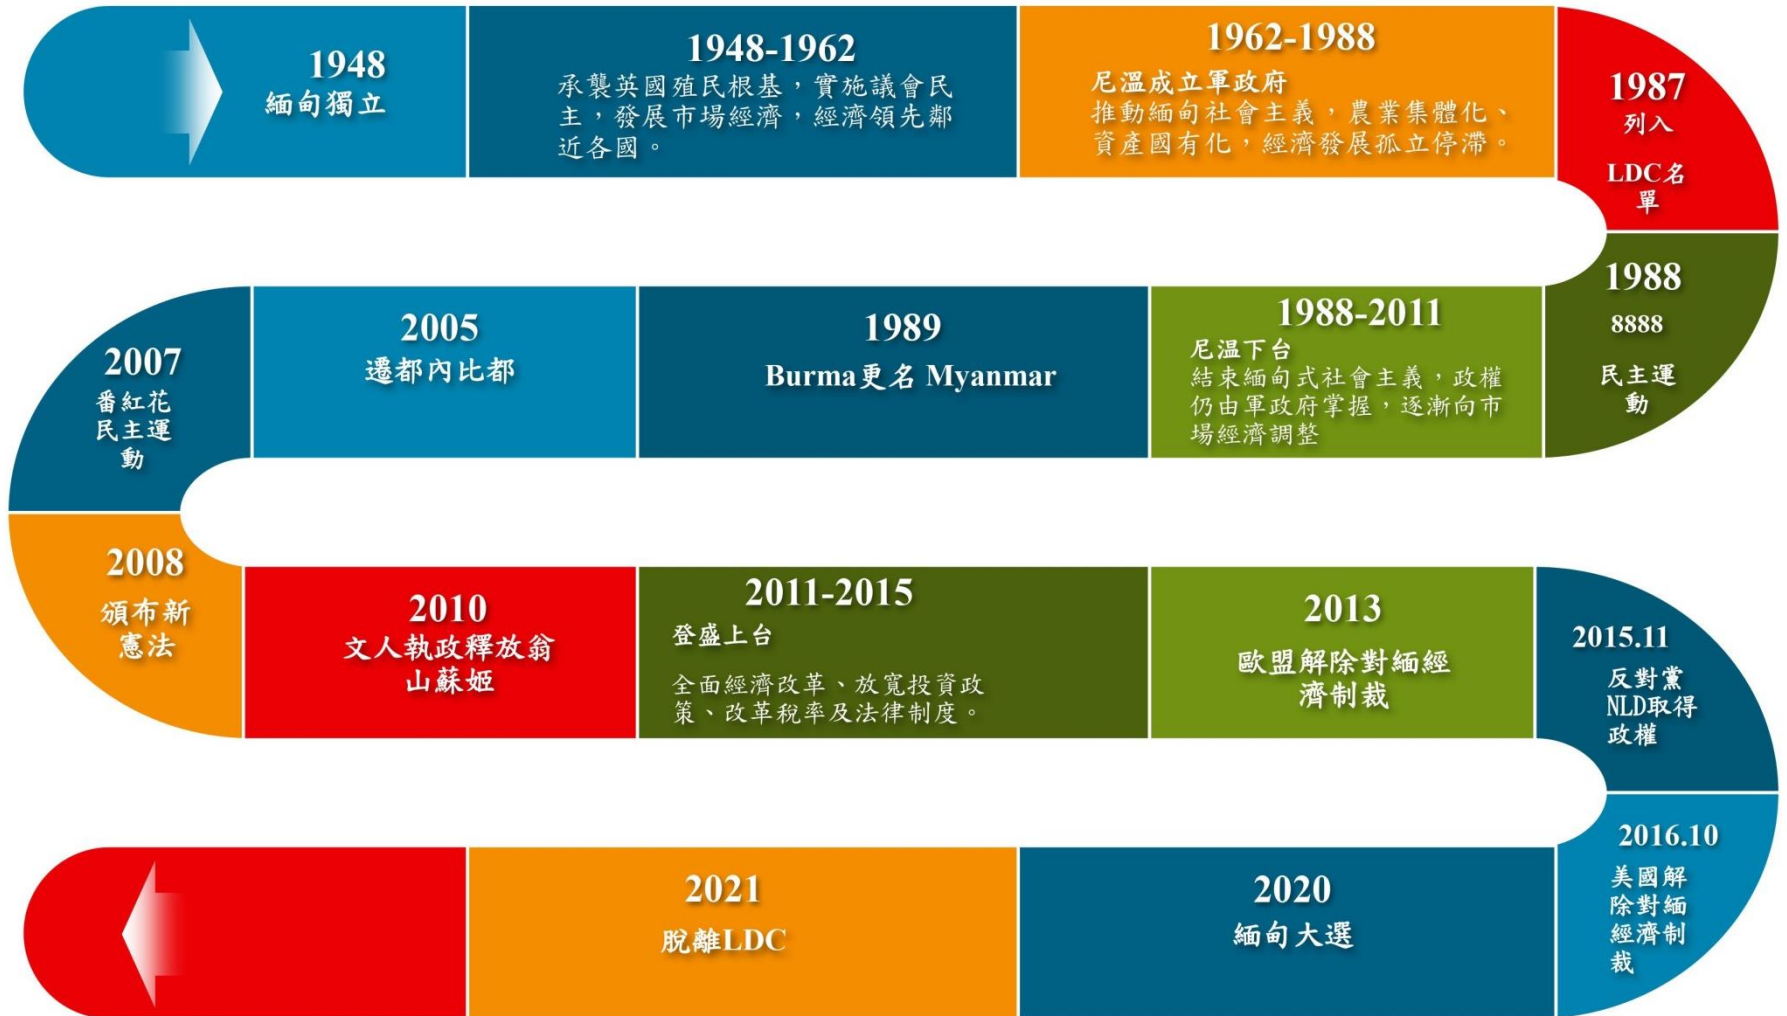 1948
緬甸獨立
1948-1962
承襲英國殖民根基，實施議會民
主，發展市場經濟，經濟領先鄰
近各國。
1962-1988
尼溫成立軍政府
推動緬甸社會主義，農業集體化、
資產國有化，經濟發展孤立停滯。
1987
列入
LDC名
單
1988
8888
民主運
動
1988-2011
尼溫下台
結束緬甸式社會主義，政權
仍由軍政府掌握，逐漸向市
場經濟調整
1989
Burma更名 Myanmar
2005
遷都內比都
2007
番紅花
民主運
動
2008
頒布新
憲法
2010
文人執政釋放翁
山蘇姬
2011-2015
登盛上台
全面經濟改革、放寬投資政
策、改革稅率及法律制度。
2013
歐盟解除對緬經
濟制裁
2015.11
反對黨
NLD取得
政權
2016.10
美國解
除對緬
經濟制
裁
2020
緬甸大選
2021
脫離LDC